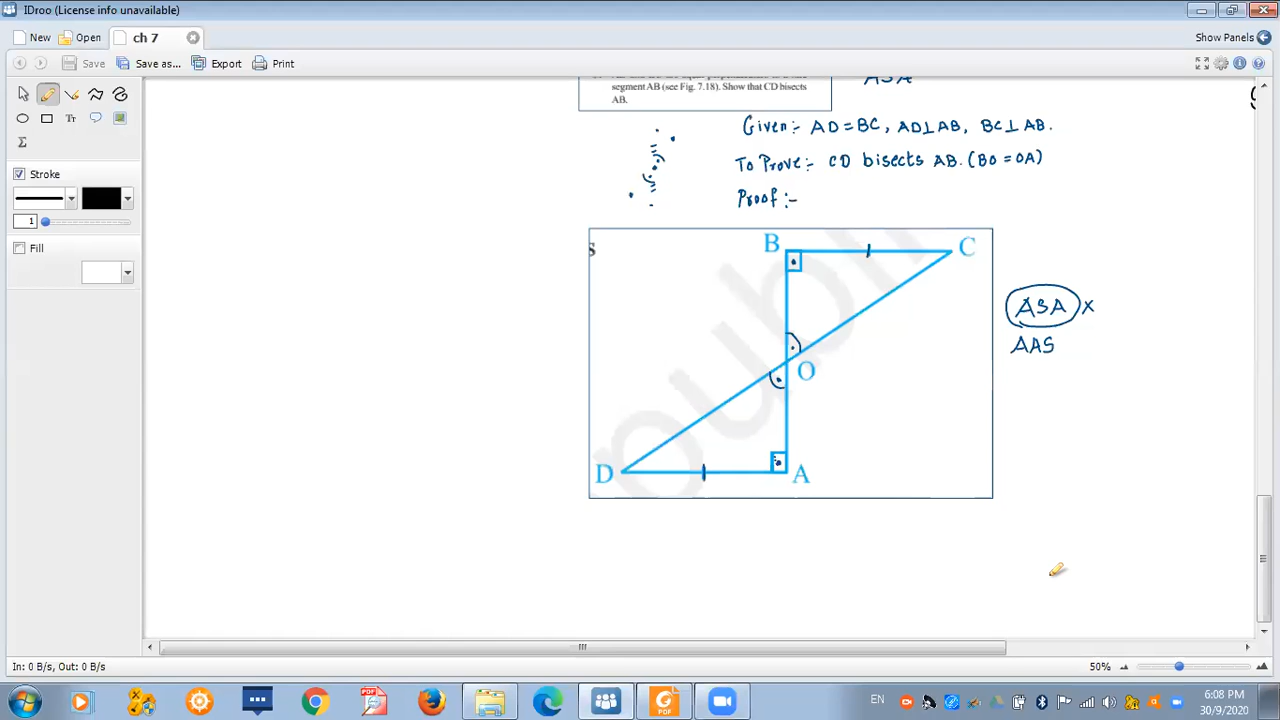 IDroo (License info unavailable)
New Open ch 7 Show Panels
Save Save as... Export Print
Tт
Σ
Stroke
1
Fill
segment AB (see Fig. 7.18). Show that CD bisects
AB.
ASA
Given:- AD = BC, AD⊥AB, BC⊥AB.
To Prove:- CD bisects AB. (BO = OA)
Proof:-
s
B C
O
D A
ASA x
AAS
In: 0 B/s, Out: 0 B/s 50%
EN 6:08 PM
30/9/2020